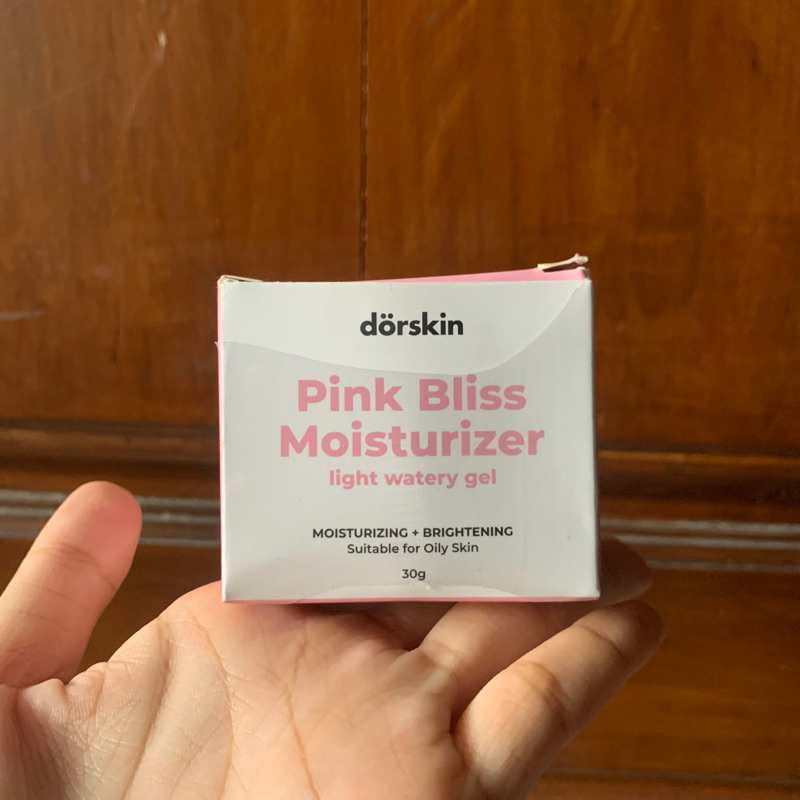 dörskin
Pink Bliss
Moisturizer
light watery gel
MOISTURIZING + BRIGHTENING
Suitable for Oily Skin
30g